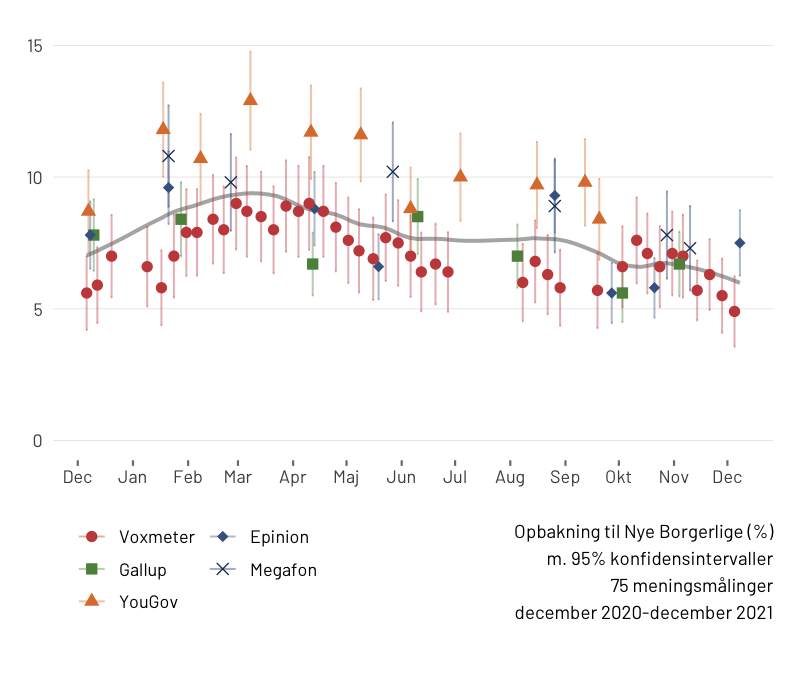 15
10
5
0
Dec Jan Feb Mar Apr Maj Jun Jul Aug Sep Okt Nov Dec
Voxmeter Epinion
Gallup Megafon
YouGov
Opbakning til Nye Borgerlige (%)
m. 95% konfidensintervaller
75 meningsmålinger
december 2020-december 2021